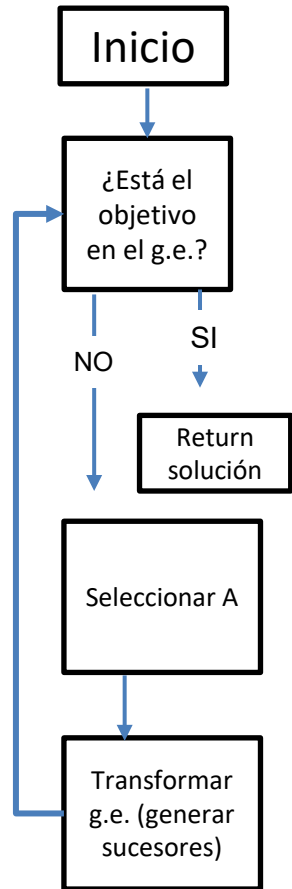 Inicio
¿Está el
objetivo
en el g.e.?
SI
NO
Return
solución
Seleccionar A
Transformar
g.e. (generar
sucesores)